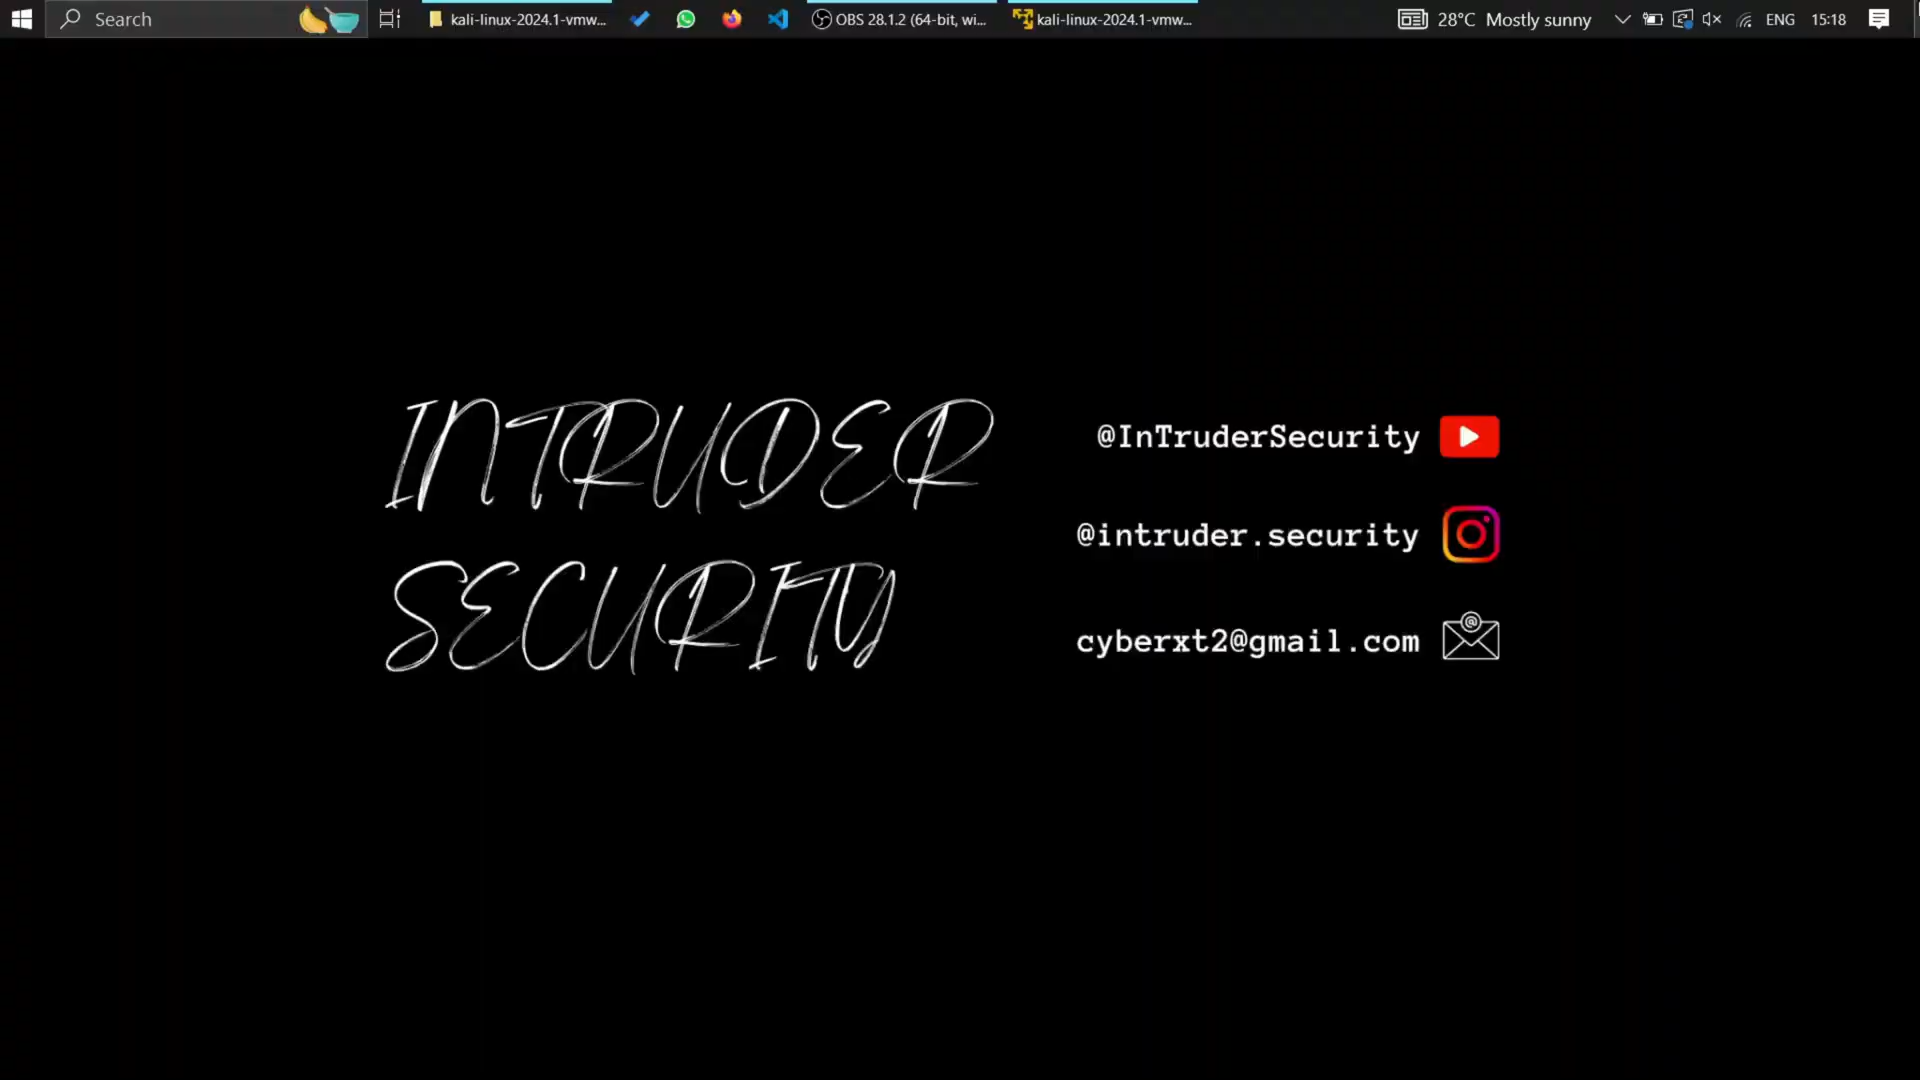 Search
kali-linux-2024.1-vmw...
OBS 28.1.2 (64-bit, wi...
kali-linux-2024.1-vmw...
28°C Mostly sunny
ENG
15:18
INTRUDER
SECURITY
@InTruderSecurity
@intruder.security
cyberxt2@gmail.com